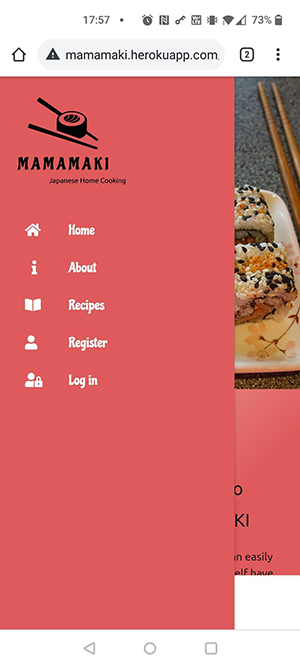 17:57
73%
mamamaki.herokuapp.com/
2
MAMAMAKI
Japanese Home Cooking
Home
About
Recipes
Register
Log in
o
KI
an easily
elf have